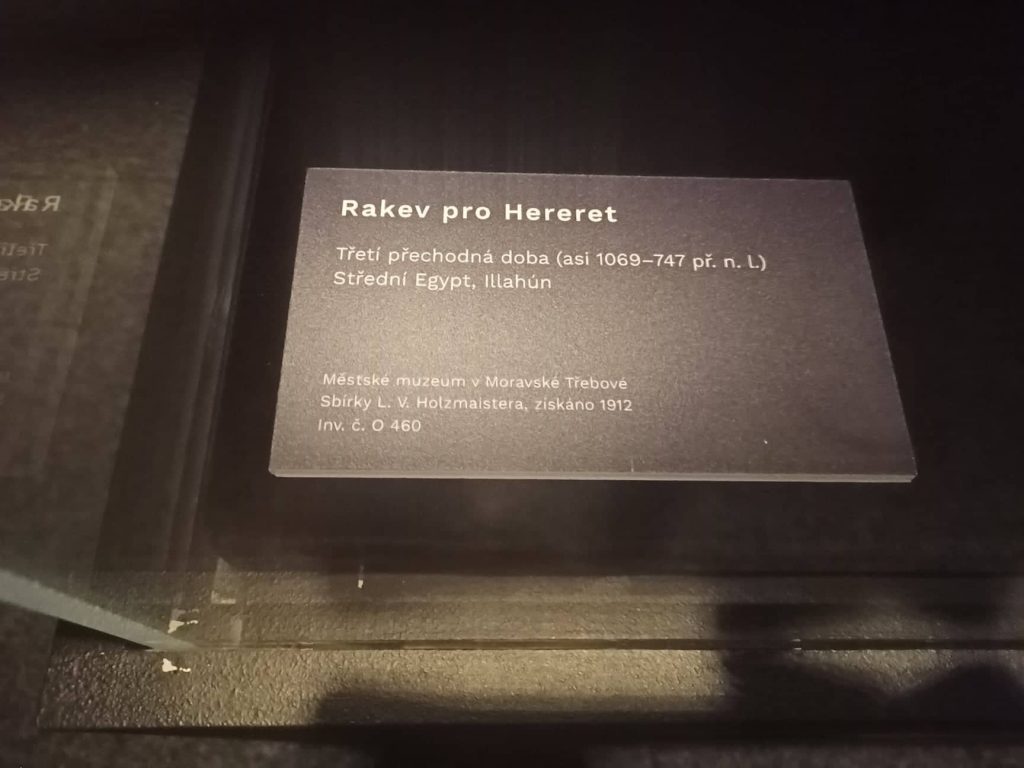 Rakev pro Hereret
Třetí přechodná doba (asi 1069–747 př. n. l.)
Střední Egypt, Illahún
Městské muzeum v Moravské Třebové
Sbírky L. V. Holzmaistera, získáno 1912
Inv. č. O 460